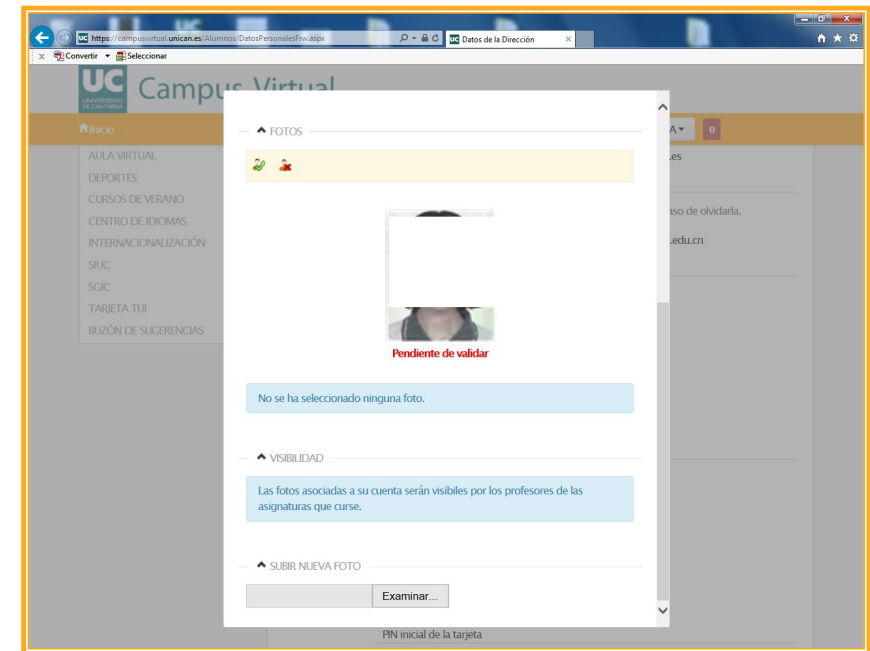 https://campusvirtual.unican.es/Alumnos/DatosPersonalesFrw.aspx
UC Datos de la Dirección
x Convertir Seleccionar
UC Campus Virtual
UNIVERSIDAD
DE CANTABRIA
Inicio
A
0
FOTOS
AULA VIRTUAL
DEPORTES
CURSOS DE VERANO
CENTRO DE IDIOMAS
INTERNACIONALIZACIÓN
SIUC
SGIC
TARJETA TUI
BUZÓN DE SUGERENCIAS
.es
aso de olvidarla.
.edu.cn
Pendiente de validar
No se ha seleccionado ninguna foto.
VISIBILIDAD
Las fotos asociadas a su cuenta serán visibiles por los profesores de las
asignaturas que curse.
SUBIR NUEVA FOTO
Examinar...
PIN inicial de la tarjeta